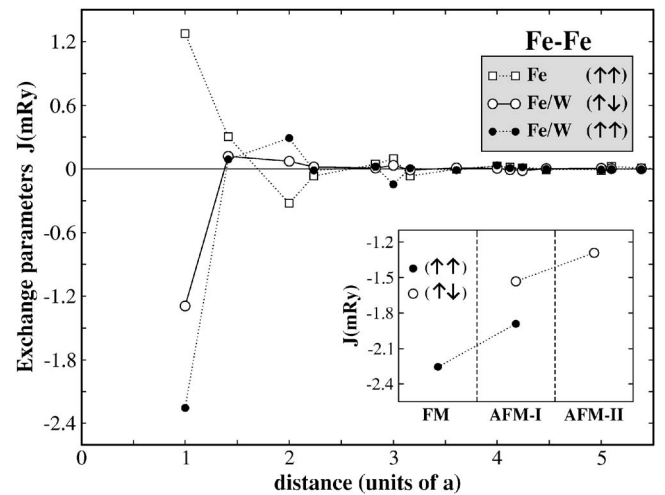 Fe-Fe
Fe (↑↑)
Fe/W (↑↓)
Fe/W (↑↑)
Exchange parameters J(mRy)
1.2
0.6
0
-0.6
-1.2
-1.8
-2.4
0 1 2 3 4 5
distance (units of a)
(↑↑)
(↑↓)
J(mRy)
-1.2
-1.5
-1.8
-2.1
-2.4
FM AFM-I AFM-II